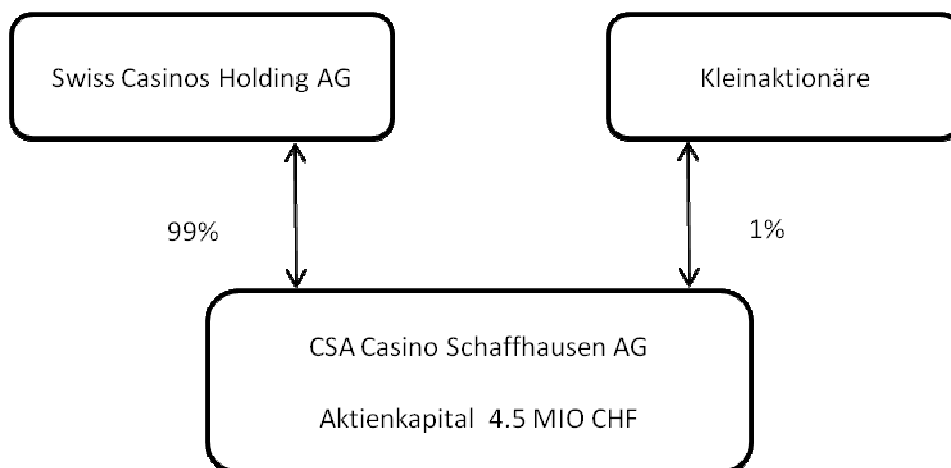 Swiss Casinos Holding AG
Kleinaktionäre
99%
1%
CSA Casino Schaffhausen AG
Aktienkapital 4.5 MIO CHF